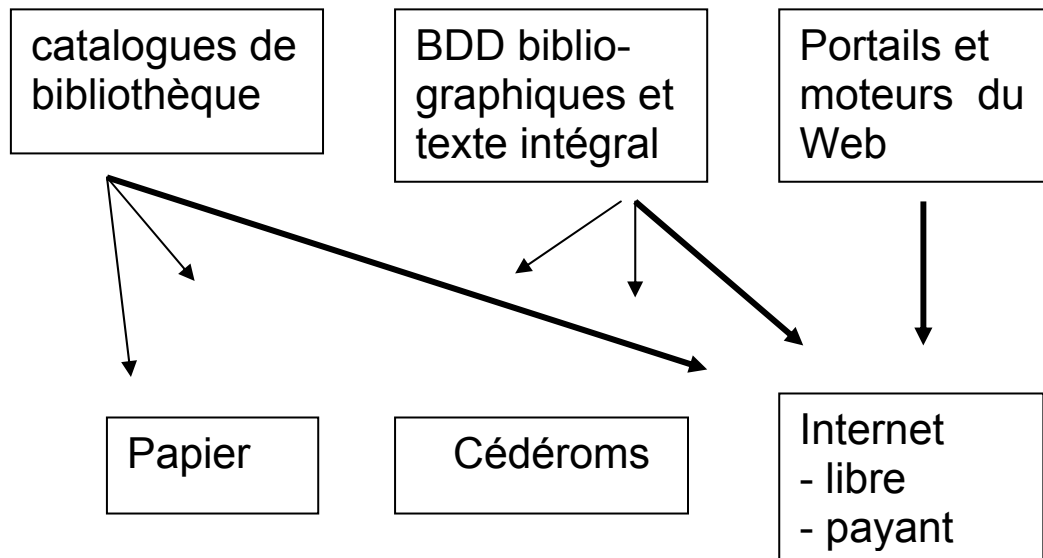 catalogues de
bibliothèque
BDD biblio-
graphiques et
texte intégral
Portails et
moteurs du
Web
Papier
Cédéroms
Internet
- libre
- payant